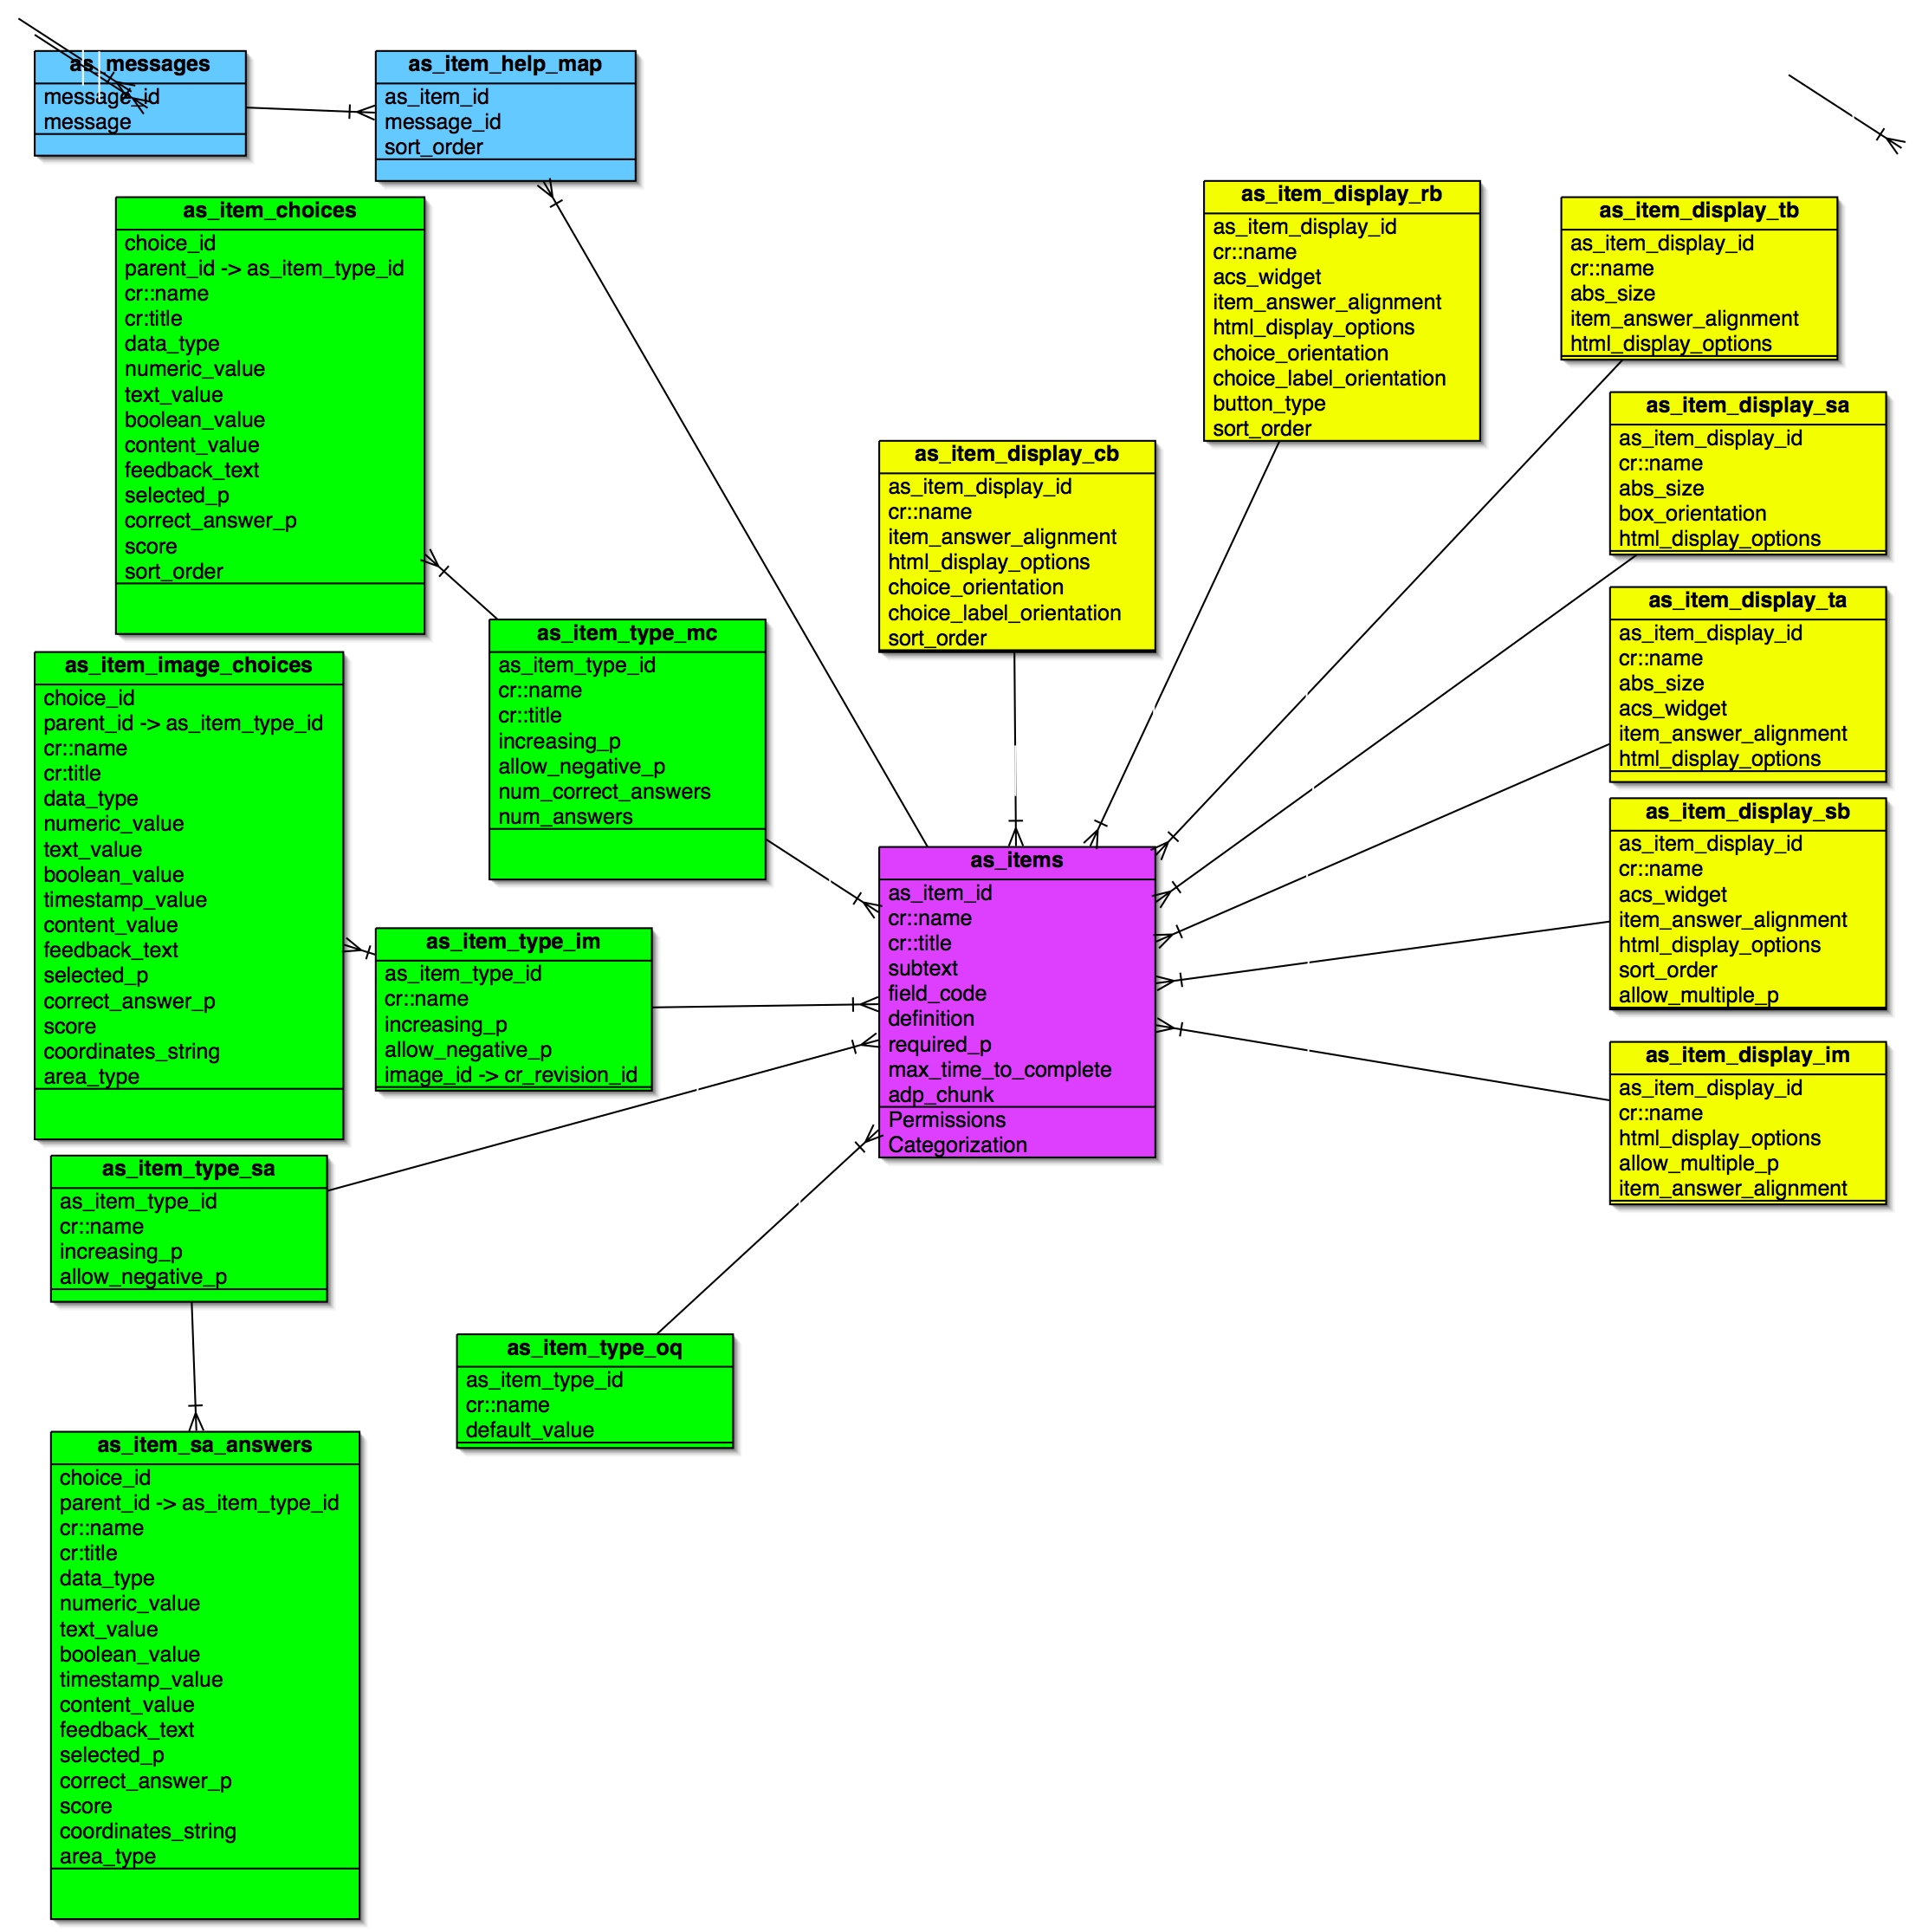 as_messages
message_id
message
as_item_help_map
as_item_id
message_id
sort_order
as_item_choices
choice_id
parent_id -> as_item_type_id
cr::name
cr:title
data_type
numeric_value
text_value
boolean_value
content_value
feedback_text
selected_p
correct_answer_p
score
sort_order
as_item_image_choices
choice_id
parent_id -> as_item_type_id
cr::name
cr:title
data_type
numeric_value
text_value
boolean_value
timestamp_value
content_value
feedback_text
selected_p
correct_answer_p
score
coordinates_string
area_type
as_item_type_mc
as_item_type_id
cr::name
cr::title
increasing_p
allow_negative_p
num_correct_answers
num_answers
as_item_type_im
as_item_type_id
cr::name
increasing_p
allow_negative_p
image_id -> cr_revision_id
as_item_type_sa
as_item_type_id
cr::name
increasing_p
allow_negative_p
as_item_type_oq
as_item_type_id
cr::name
default_value
as_item_sa_answers
choice_id
parent_id -> as_item_type_id
cr::name
cr:title
data_type
numeric_value
text_value
boolean_value
timestamp_value
content_value
feedback_text
selected_p
correct_answer_p
score
coordinates_string
area_type
as_items
as_item_id
cr::name
cr::title
subtext
field_code
definition
required_p
max_time_to_complete
adp_chunk
Permissions
Categorization
as_item_display_cb
as_item_display_id
cr::name
item_answer_alignment
html_display_options
choice_orientation
choice_label_orientation
sort_order
as_item_display_rb
as_item_display_id
cr::name
acs_widget
item_answer_alignment
html_display_options
choice_orientation
choice_label_orientation
button_type
sort_order
as_item_display_tb
as_item_display_id
cr::name
abs_size
item_answer_alignment
html_display_options
as_item_display_sa
as_item_display_id
cr::name
abs_size
box_orientation
html_display_options
as_item_display_ta
as_item_display_id
cr::name
abs_size
acs_widget
item_answer_alignment
html_display_options
as_item_display_sb
as_item_display_id
cr::name
acs_widget
item_answer_alignment
html_display_options
sort_order
allow_multiple_p
as_item_display_im
as_item_display_id
cr::name
html_display_options
allow_multiple_p
item_answer_alignment